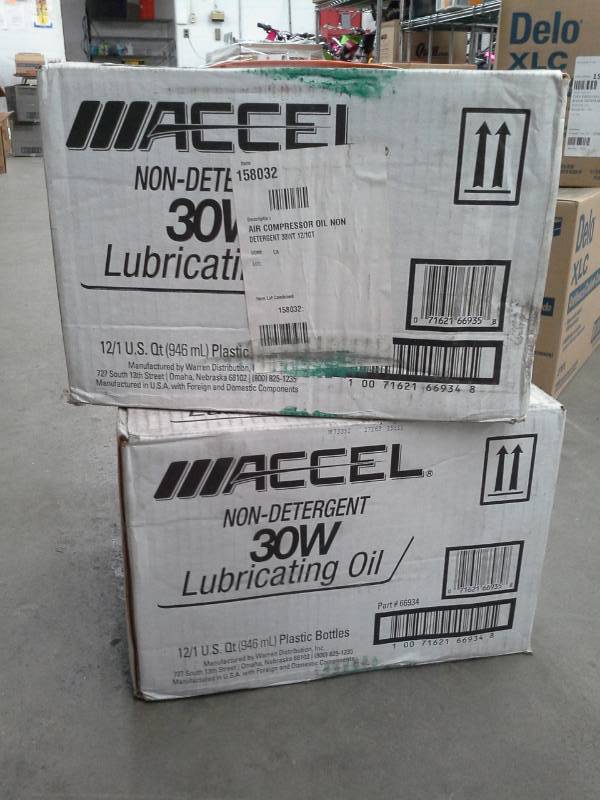 Delo
XLC
ACCEL
NON-DETE
30W
Lubricati
158032
AIR COMPRESSOR OIL NON
DETERGENT 30WT 12/1QT
Item Lot Combined
158032
0 71621 66935 8
1 00 71621 66934 8
12/1 U.S. Qt (946 mL) Plastic
Manufactured by Warren Distribution,
727 South 13th Street | Omaha, Nebraska 68102 | (800) 825-1235
Manufactured in U.S.A. with Foreign and Domestic Components
Delo
XLC
ACCEL®
NON-DETERGENT
30W
Lubricating Oil
0 71621 66935 8
Part # 66934
1 00 71621 66934 8
12/1 U.S. Qt (946 mL) Plastic Bottles
Manufactured by Warren Distribution, Inc.
727 South 13th Street | Omaha, Nebraska 68102 | (800) 825-1235
Manufactured in U.S.A. with Foreign and Domestic Components